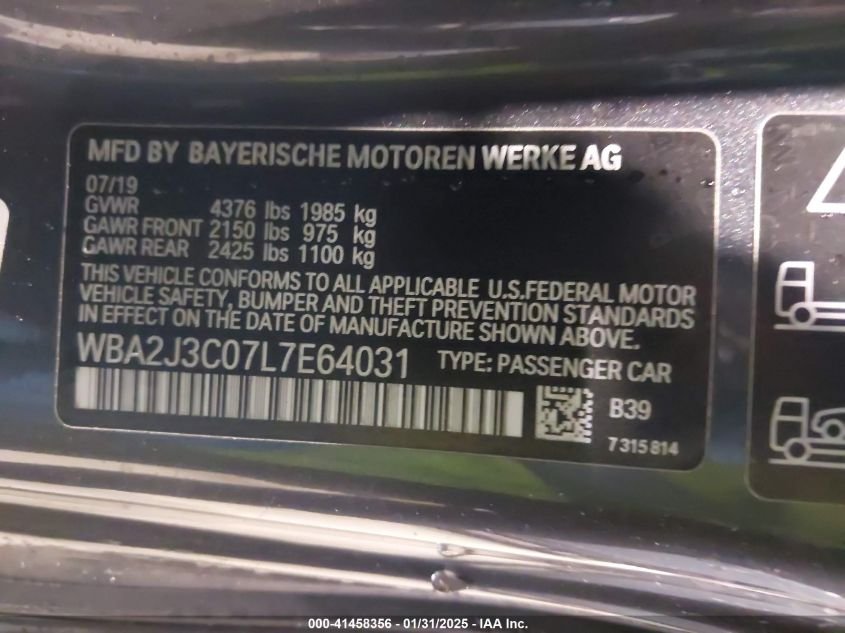 MFD BY BAYERISCHE MOTOREN WERKE AG
07/19
GVWR 4376 lbs 1985 kg
GAWR FRONT 2150 lbs 975 kg
GAWR REAR 2425 lbs 1100 kg
THIS VEHICLE CONFORMS TO ALL APPLICABLE U.S.FEDERAL MOTOR
VEHICLE SAFETY, BUMPER AND THEFT PREVENTION STANDARDS
IN EFFECT ON THE DATE OF MANUFACTURE SHOWN ABOVE.
WBA2J3C07L7E64031 TYPE: PASSENGER CAR
B39
7315814
000-41458356 - 01/31/2025 - IAA Inc.